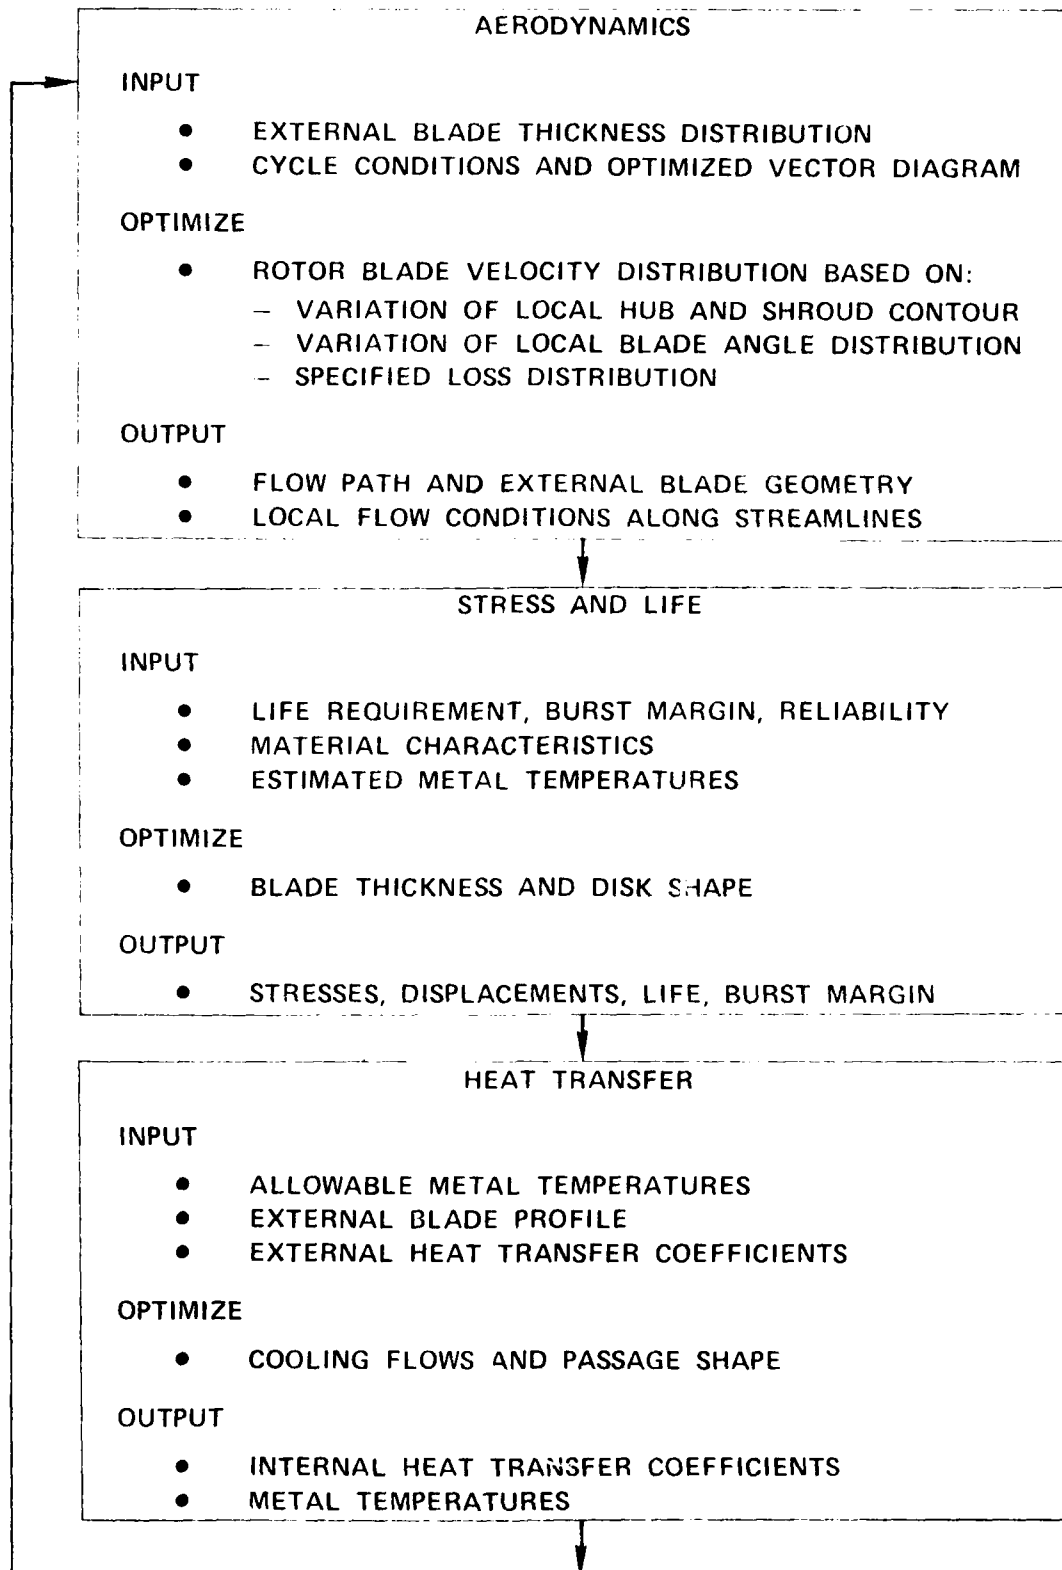 AERODYNAMICS
INPUT
● EXTERNAL BLADE THICKNESS DISTRIBUTION
● CYCLE CONDITIONS AND OPTIMIZED VECTOR DIAGRAM
OPTIMIZE
● ROTOR BLADE VELOCITY DISTRIBUTION BASED ON:
– VARIATION OF LOCAL HUB AND SHROUD CONTOUR
– VARIATION OF LOCAL BLADE ANGLE DISTRIBUTION
– SPECIFIED LOSS DISTRIBUTION
OUTPUT
● FLOW PATH AND EXTERNAL BLADE GEOMETRY
● LOCAL FLOW CONDITIONS ALONG STREAMLINES
STRESS AND LIFE
INPUT
● LIFE REQUIREMENT, BURST MARGIN, RELIABILITY
● MATERIAL CHARACTERISTICS
● ESTIMATED METAL TEMPERATURES
OPTIMIZE
● BLADE THICKNESS AND DISK SHAPE
OUTPUT
● STRESSES, DISPLACEMENTS, LIFE, BURST MARGIN
HEAT TRANSFER
INPUT
● ALLOWABLE METAL TEMPERATURES
● EXTERNAL BLADE PROFILE
● EXTERNAL HEAT TRANSFER COEFFICIENTS
OPTIMIZE
● COOLING FLOWS AND PASSAGE SHAPE
OUTPUT
● INTERNAL HEAT TRANSFER COEFFICIENTS
● METAL TEMPERATURES